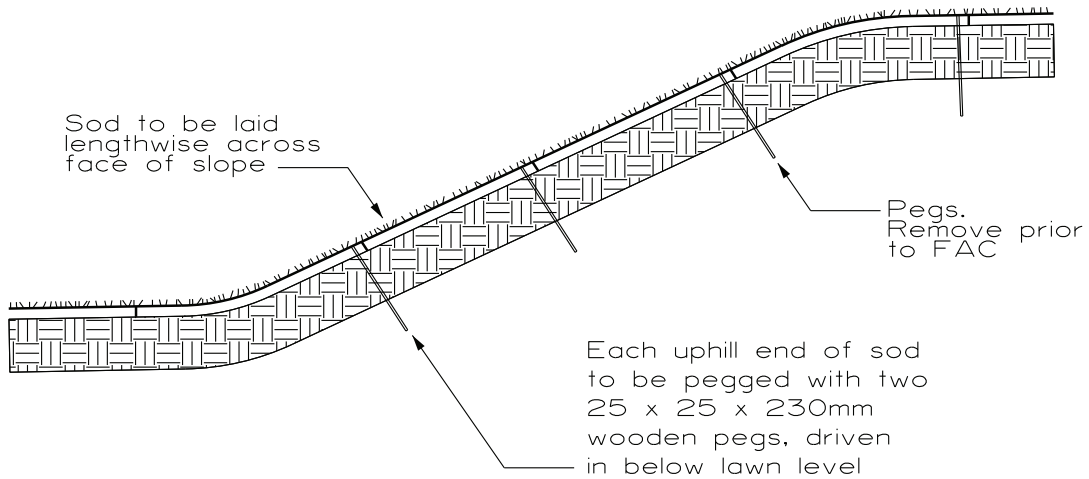 Sod to be laid
lengthwise across
face of slope
Pegs.
Remove prior
to FAC
Each uphill end of sod
to be pegged with two
25 x 25 x 230mm
wooden pegs, driven
in below lawn level